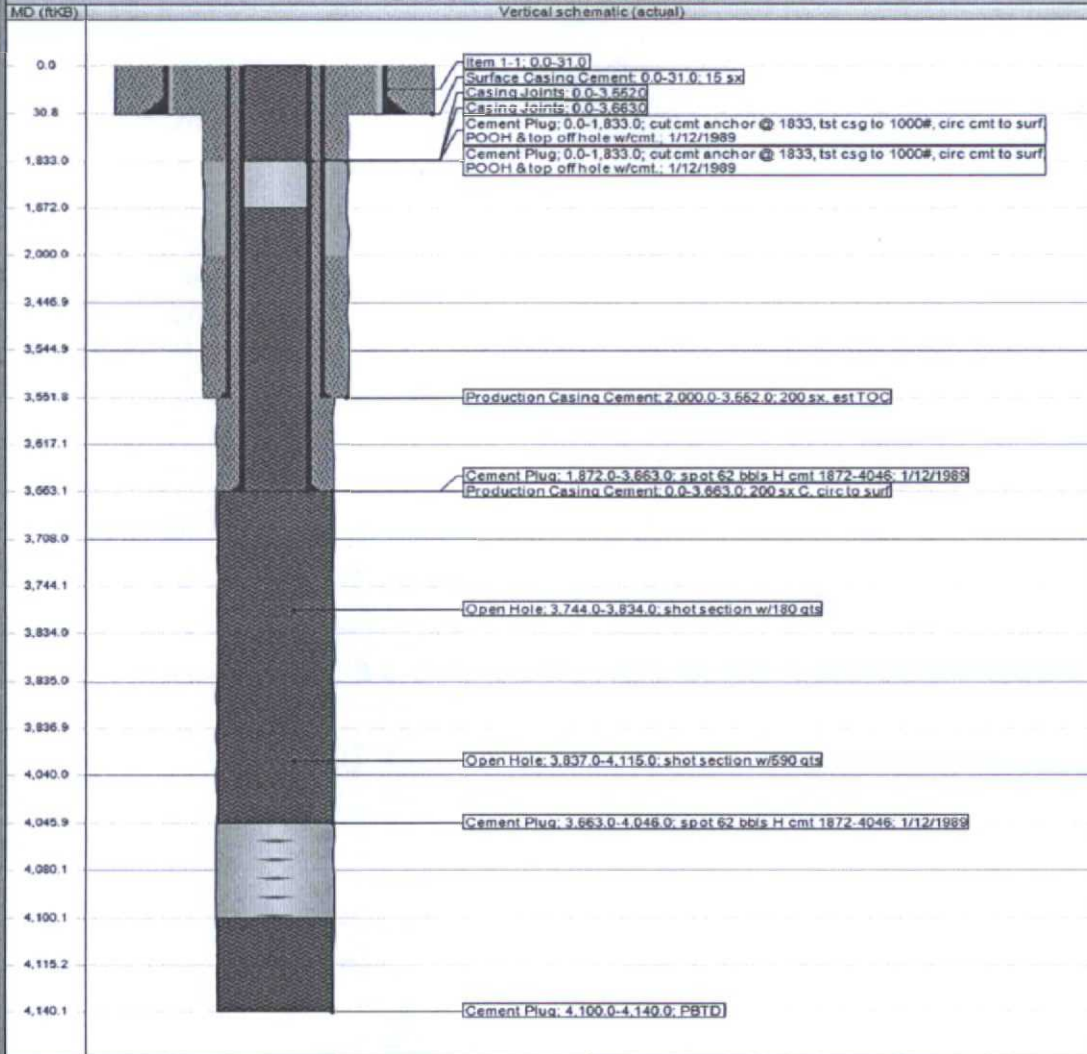 MD (ftKB)
Vertical schematic (actual)
0.0
30.8
1,833.0
1,872.0
2,000.0
3,446.9
3,544.9
3,551.8
3,617.1
3,663.1
3,708.0
3,744.1
3,834.0
3,835.0
3,836.9
4,040.0
4,045.9
4,080.1
4,100.1
4,115.2
4,140.1
Item 1-1; 0.0-31.0
Surface Casing Cement; 0.0-31.0; 15 sx
Casing Joints; 0.0-3,552.0
Casing Joints; 0.0-3,663.0
Cement Plug; 0.0-1,833.0; cut cmt anchor @ 1833, tst csg to 1000#, circ cmt to surf,
POOH & top off hole w/cmt.; 1/12/1989
Cement Plug; 0.0-1,833.0; cut cmt anchor @ 1833, tst csg to 1000#, circ cmt to surf,
POOH & top off hole w/cmt.; 1/12/1989
Production Casing Cement; 2,000.0-3,552.0; 200 sx, est TOC
Cement Plug; 1,872.0-3,663.0; spot 62 bbls H cmt 1872-4046; 1/12/1989
Production Casing Cement; 0.0-3,663.0; 200 sx C, circ to surf
Open Hole; 3,744.0-3,834.0; shot section w/180 qts
Open Hole; 3,837.0-4,115.0; shot section w/590 qts
Cement Plug; 3,663.0-4,046.0; spot 62 bbls H cmt 1872-4046; 1/12/1989
Cement Plug; 4,100.0-4,140.0; PBTD